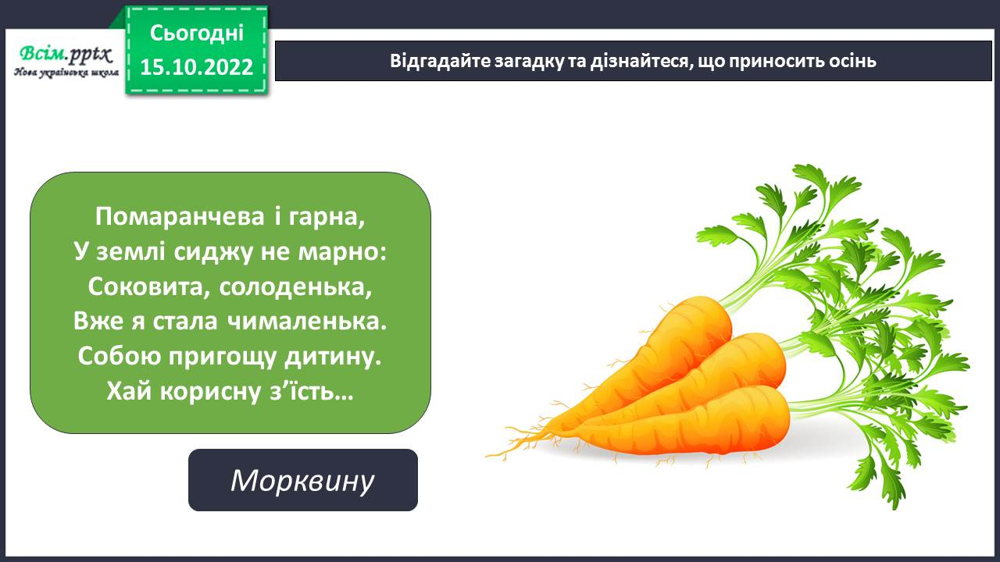 Всім.pptx
Нова українська школа
Сьогодні
15.10.2022
Відгадайте загадку та дізнайтеся, що приносить осінь
Помаранчева і гарна,
У землі сиджу не марно:
Соковита, солоденька,
Вже я стала чималенька.
Собою пригощу дитину.
Хай корисну з’їсть…
Морквину